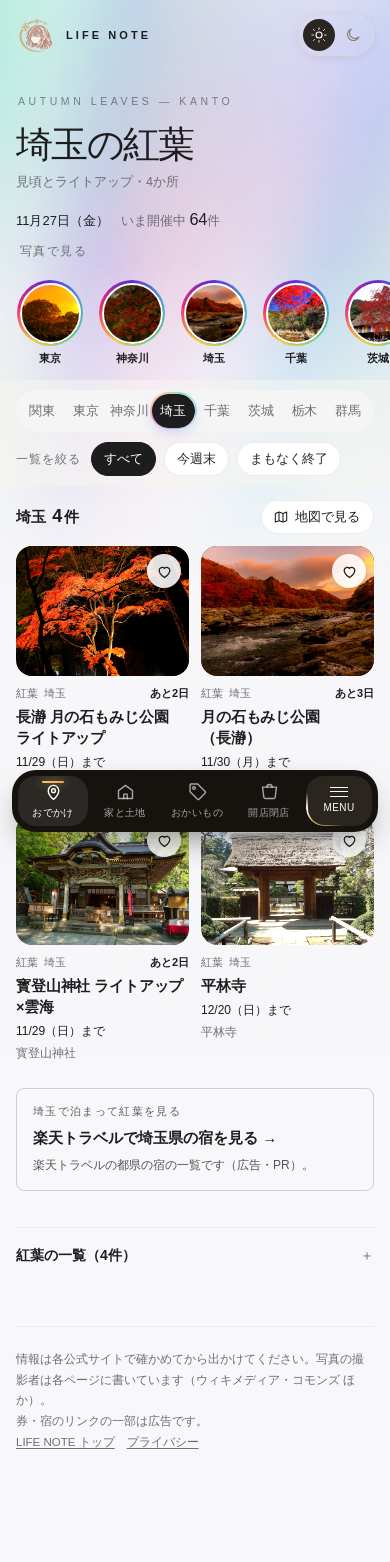 LIFE NOTE
AUTUMN LEAVES — KANTO
埼玉の紅葉
見頃とライトアップ・4か所
11月27日（金） いま開催中 64件
写真で見る
東京 神奈川 埼玉 千葉 茨城
関東 東京 神奈川 埼玉 千葉 茨城 栃木 群馬
一覧を絞る すべて 今週末 まもなく終了
埼玉 4件 地図で見る
紅葉 埼玉 あと2日
長瀞 月の石もみじ公園
ライトアップ
11/29（日）まで
紅葉 埼玉 あと3日
月の石もみじ公園
（長瀞）
11/30（月）まで
おでかけ 家と土地 おかいもの 開店閉店 MENU
紅葉 埼玉 あと2日
寳登山神社 ライトアップ
×雲海
11/29（日）まで
寳登山神社
紅葉 埼玉
平林寺
12/20（日）まで
平林寺
埼玉で泊まって紅葉を見る
楽天トラベルで埼玉県の宿を見る →
楽天トラベルの都県の宿の一覧です（広告・PR）。
紅葉の一覧（4件） +
情報は各公式サイトで確かめてから出かけてください。写真の撮
影者は各ページに書いています（ウィキメディア・コモンズ ほ
か）。
券・宿のリンクの一部は広告です。
LIFE NOTE トップ プライバシー